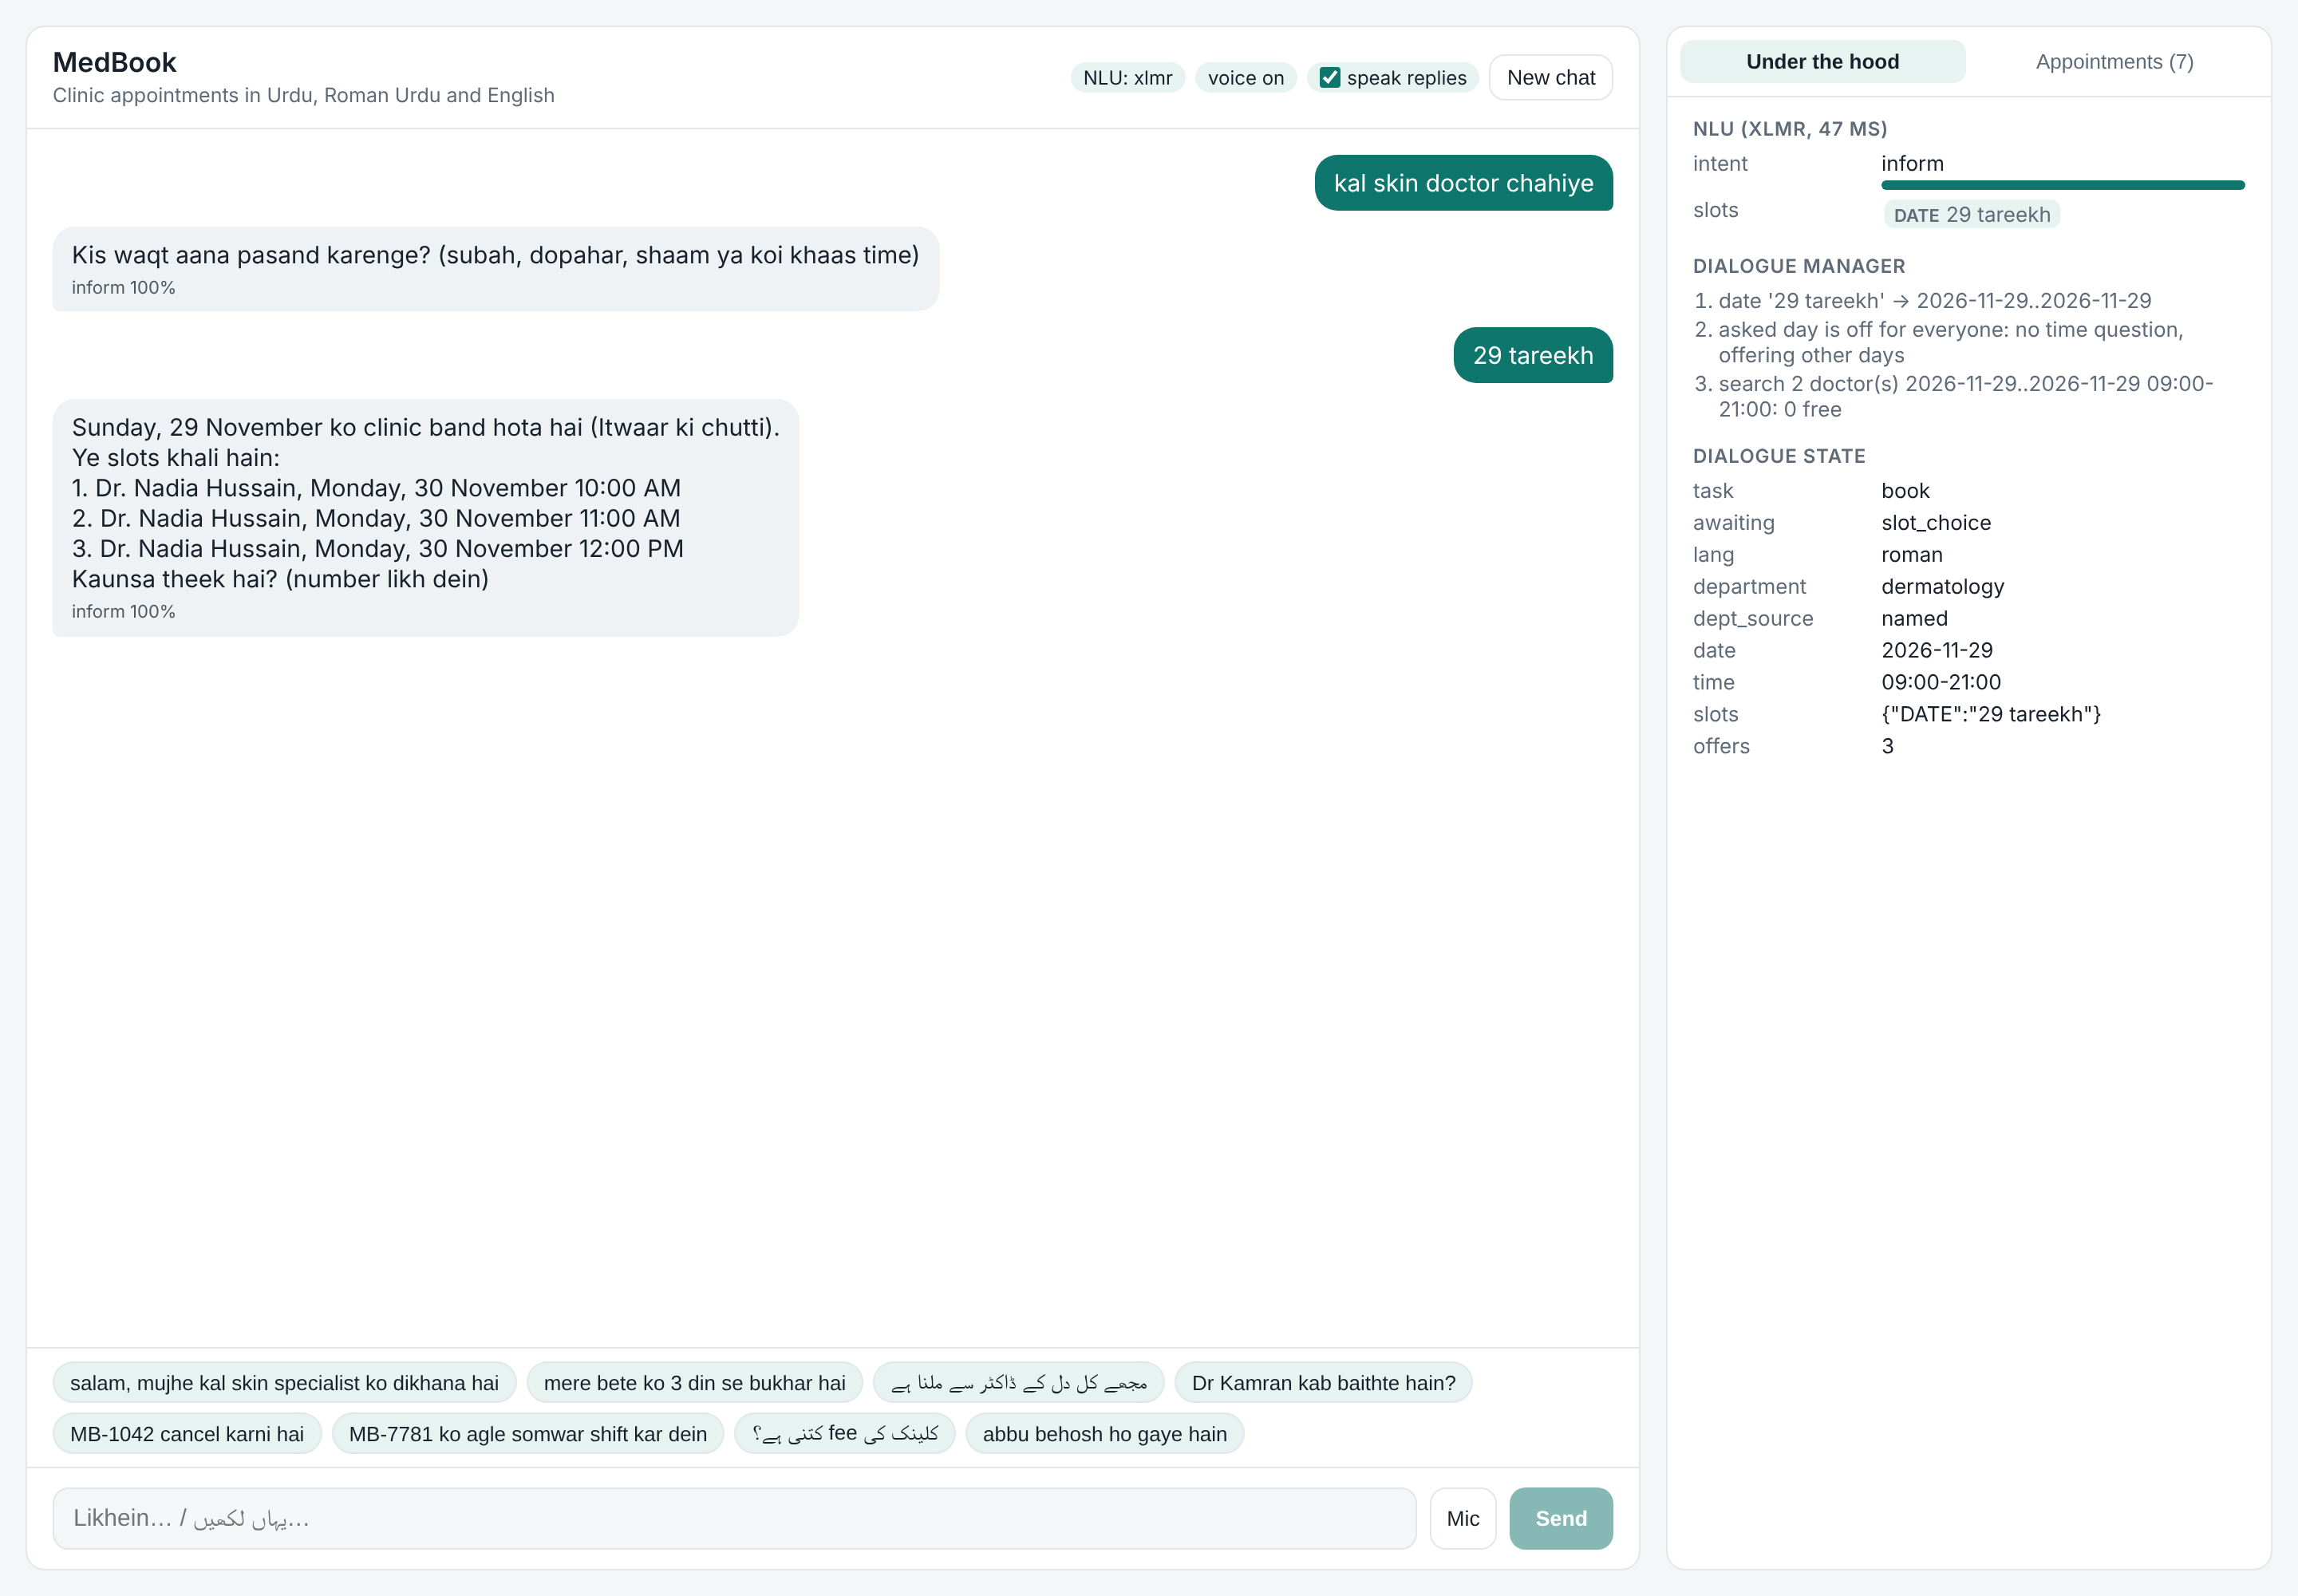 MedBook
Clinic appointments in Urdu, Roman Urdu and English
NLU: xlmr
voice on
speak replies
New chat
kal skin doctor chahiye
Kis waqt aana pasand karenge? (subah, dopahar, shaam ya koi khaas time)
inform 100%
29 tareekh
Sunday, 29 November ko clinic band hota hai (Itwaar ki chutti).
Ye slots khali hain:
1. Dr. Nadia Hussain, Monday, 30 November 10:00 AM
2. Dr. Nadia Hussain, Monday, 30 November 11:00 AM
3. Dr. Nadia Hussain, Monday, 30 November 12:00 PM
Kaunsa theek hai? (number likh dein)
inform 100%
salam, mujhe kal skin specialist ko dikhana hai
mere bete ko 3 din se bukhar hai
مجھے کل دل کے ڈاکٹر سے ملنا ہے
Dr Kamran kab baithte hain?
MB-1042 cancel karni hai
MB-7781 ko agle somwar shift kar dein
کلینک کی fee کتنی ہے؟
abbu behosh ho gaye hain
Likhein… / یہاں لکھیں…
Mic
Send
Under the hood
Appointments (7)
NLU (XLMR, 47 MS)
intent inform
slots DATE 29 tareekh
DIALOGUE MANAGER
1. date '29 tareekh' → 2026-11-29..2026-11-29
2. asked day is off for everyone: no time question,
offering other days
3. search 2 doctor(s) 2026-11-29..2026-11-29 09:00-
21:00: 0 free
DIALOGUE STATE
task book
awaiting slot_choice
lang roman
department dermatology
dept_source named
date 2026-11-29
time 09:00-21:00
slots {"DATE":"29 tareekh"}
offers 3